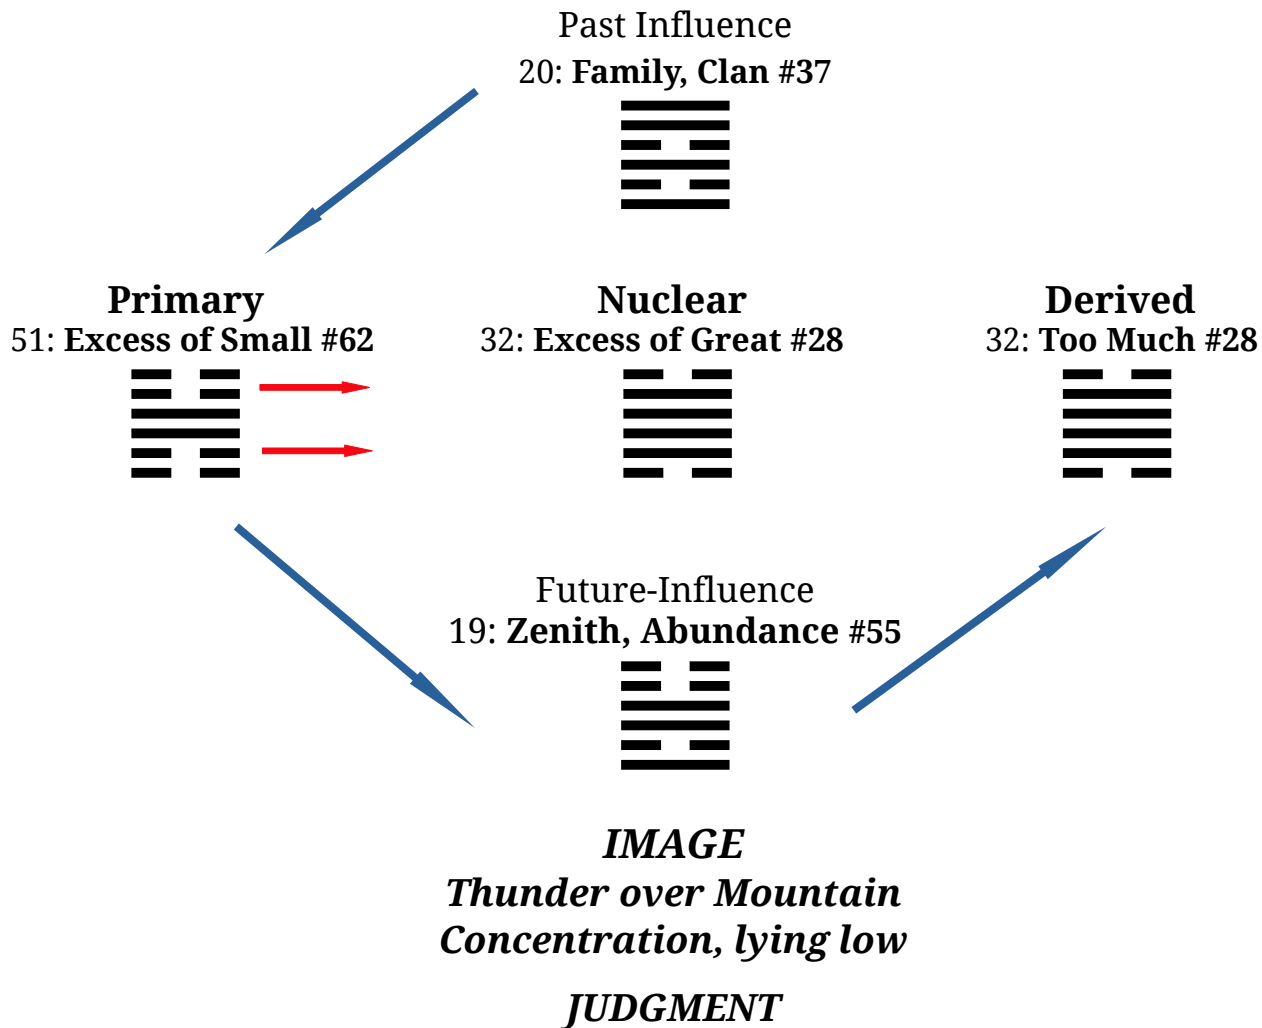 Past Influence
20: Family, Clan #37
Primary
51: Excess of Small #62
Nuclear
32: Excess of Great #28
Derived
32: Too Much #28
Future-Influence
19: Zenith, Abundance #55
IMAGE
Thunder over Mountain
Concentration, lying low
JUDGMENT